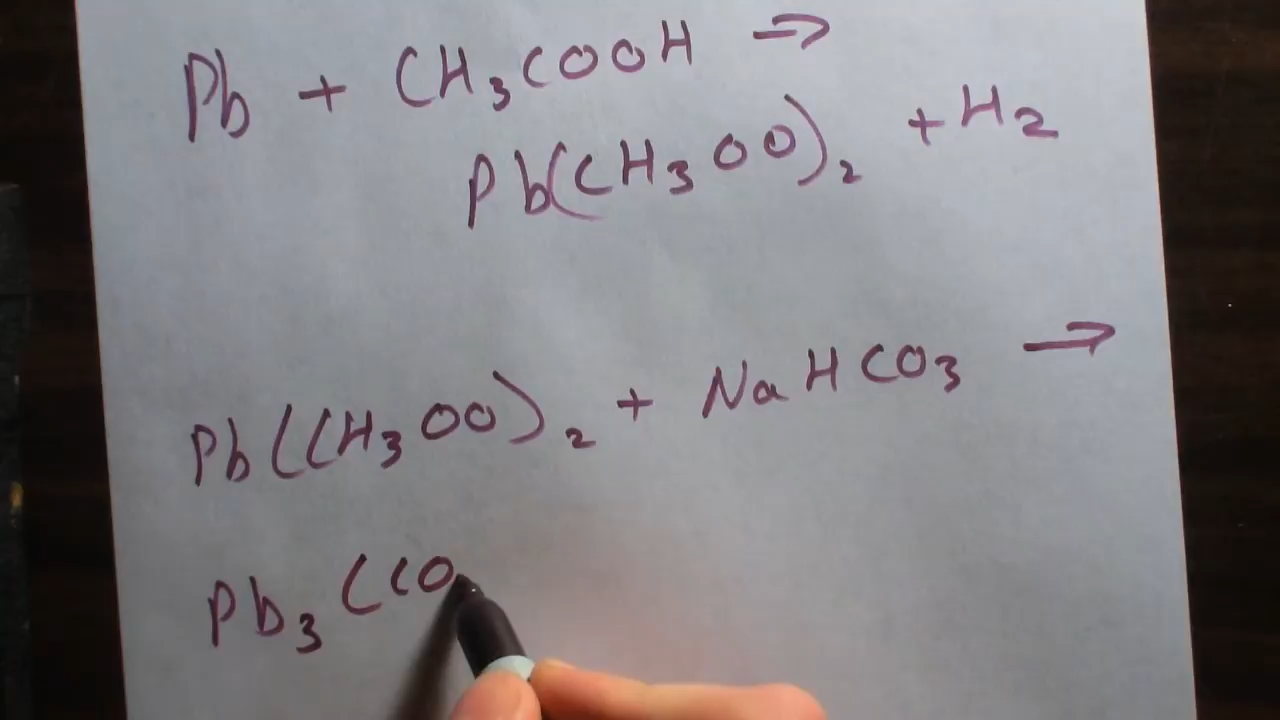 Pb + CH3COOH →
Pb(CH3OO)2 + H2
Pb(CH3OO)2 + NaHCO3 →
Pb3(CO